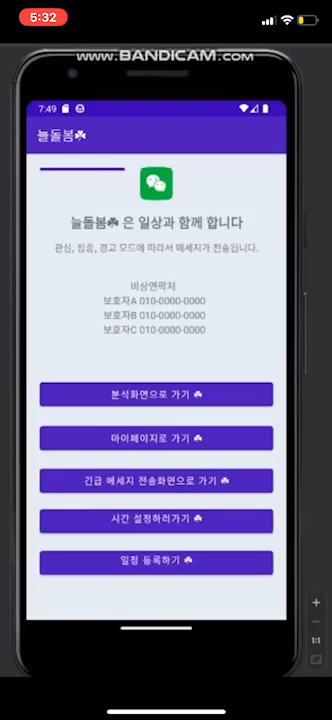 5:32
www.BANDICAM.com
7:49
늘돌봄☘
늘돌봄☘ 은 일상과 함께 합니다
관심, 집중, 경고 모드에 따라서 메세지가 전송됩니다.
비상연락처
보호자A 010-0000-0000
보호자B 010-0000-0000
보호자C 010-0000-0000
분석화면으로 가기 ☘
마이페이지로 가기 ☘
긴급 메세지 전송화면으로 가기 ☘
시간 설정하러가기 ☘
일정 등록하기 ☘
1:1